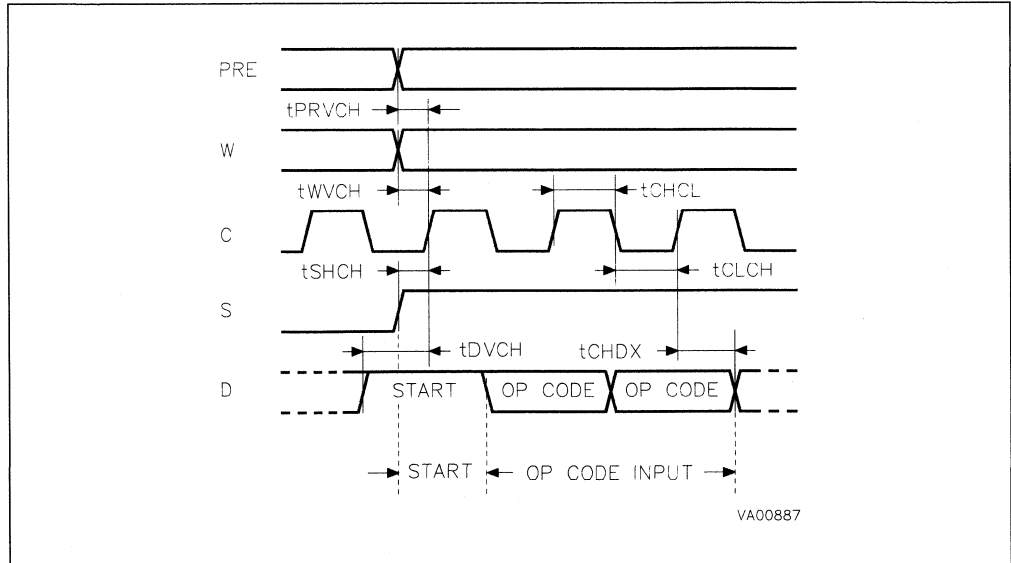 PRE
tPRVCH
W
tWVCH
tCHCL
C
tSHCH
tCLCH
S
tDVCH
tCHDX
D
START
OP CODE
OP CODE
START
OP CODE INPUT
VA00887